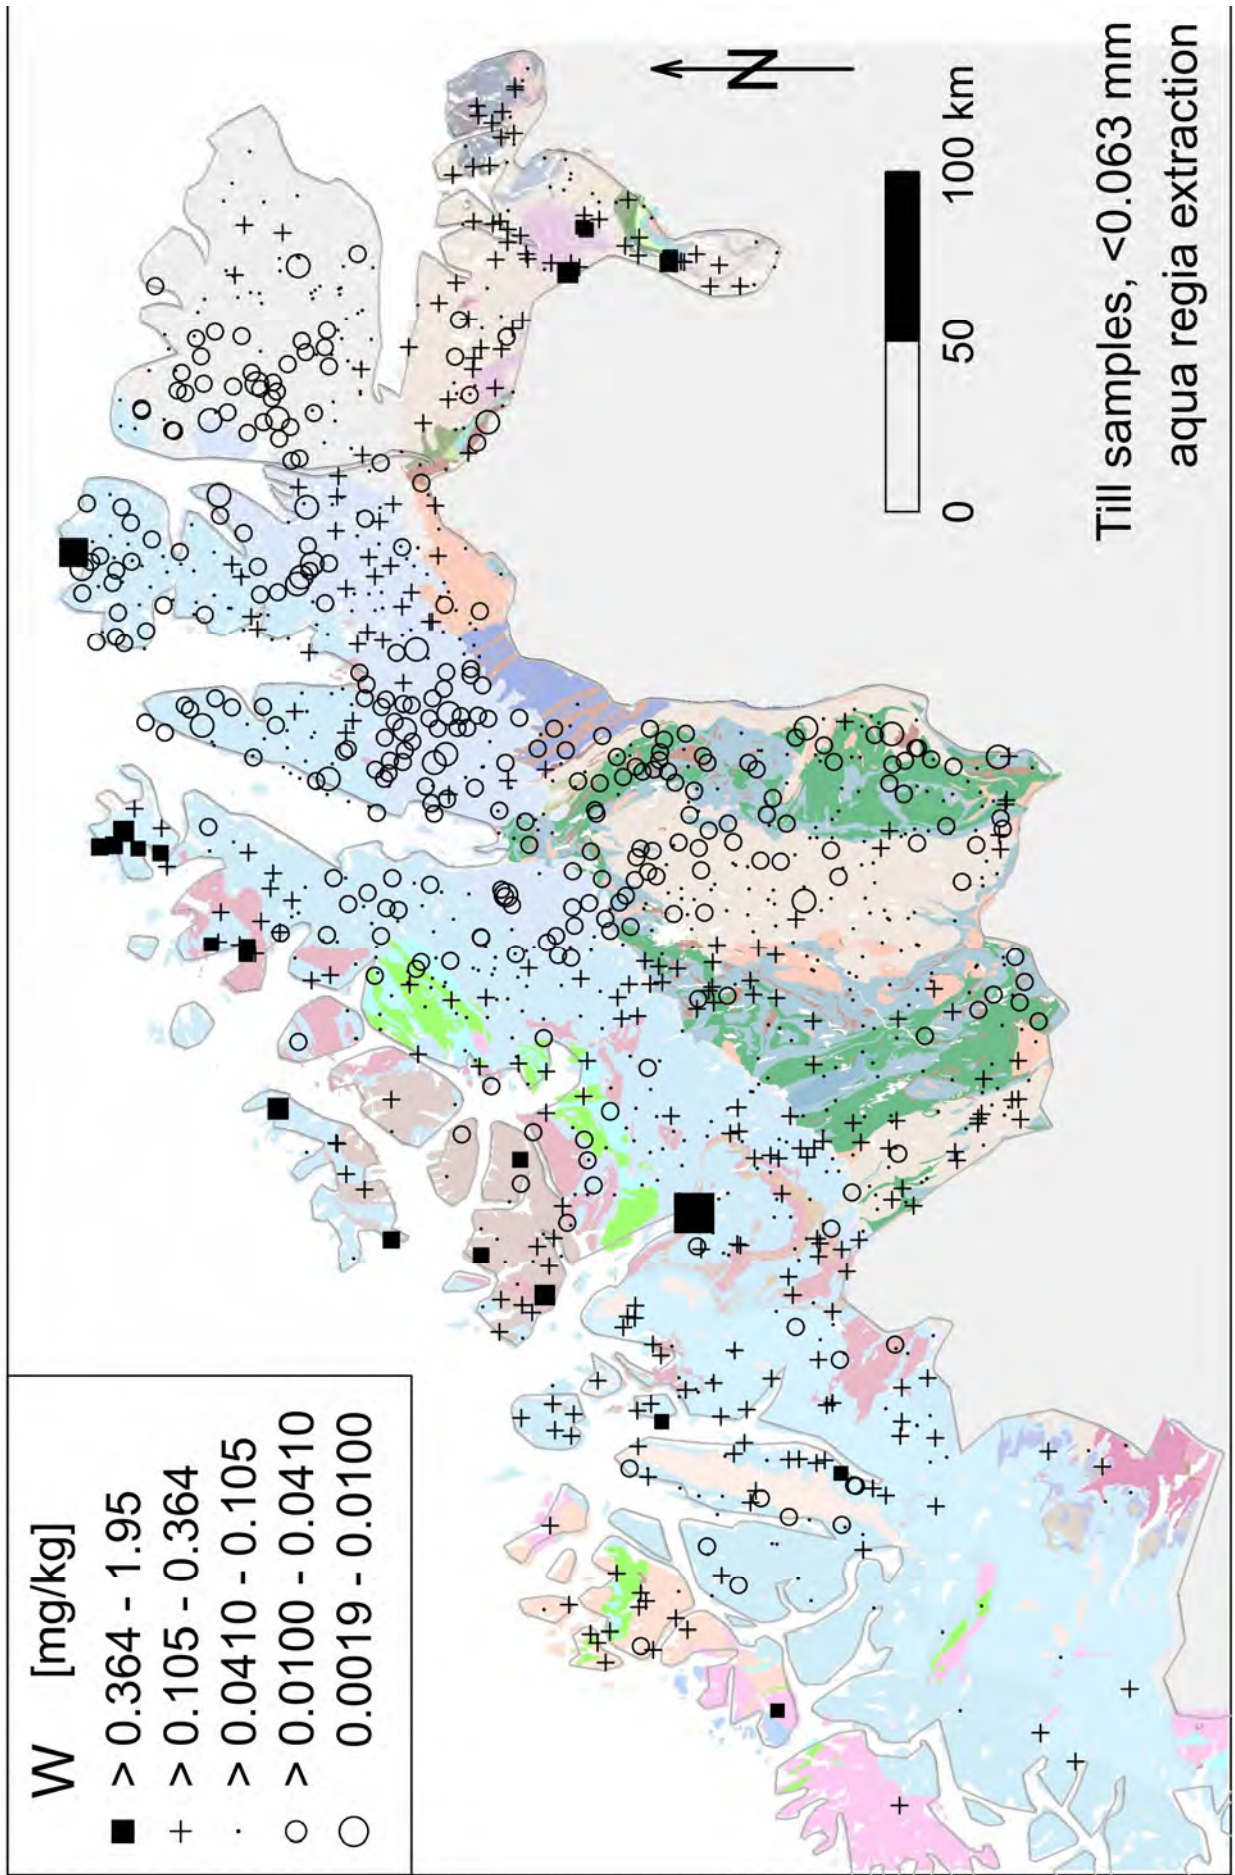 W [mg/kg]
■ > 0.364 - 1.95
+ > 0.105 - 0.364
· > 0.0410 - 0.105
○ > 0.0100 - 0.0410
○ 0.0019 - 0.0100
N
0 50 100 km
Till samples, <0.063 mm
aqua regia extraction